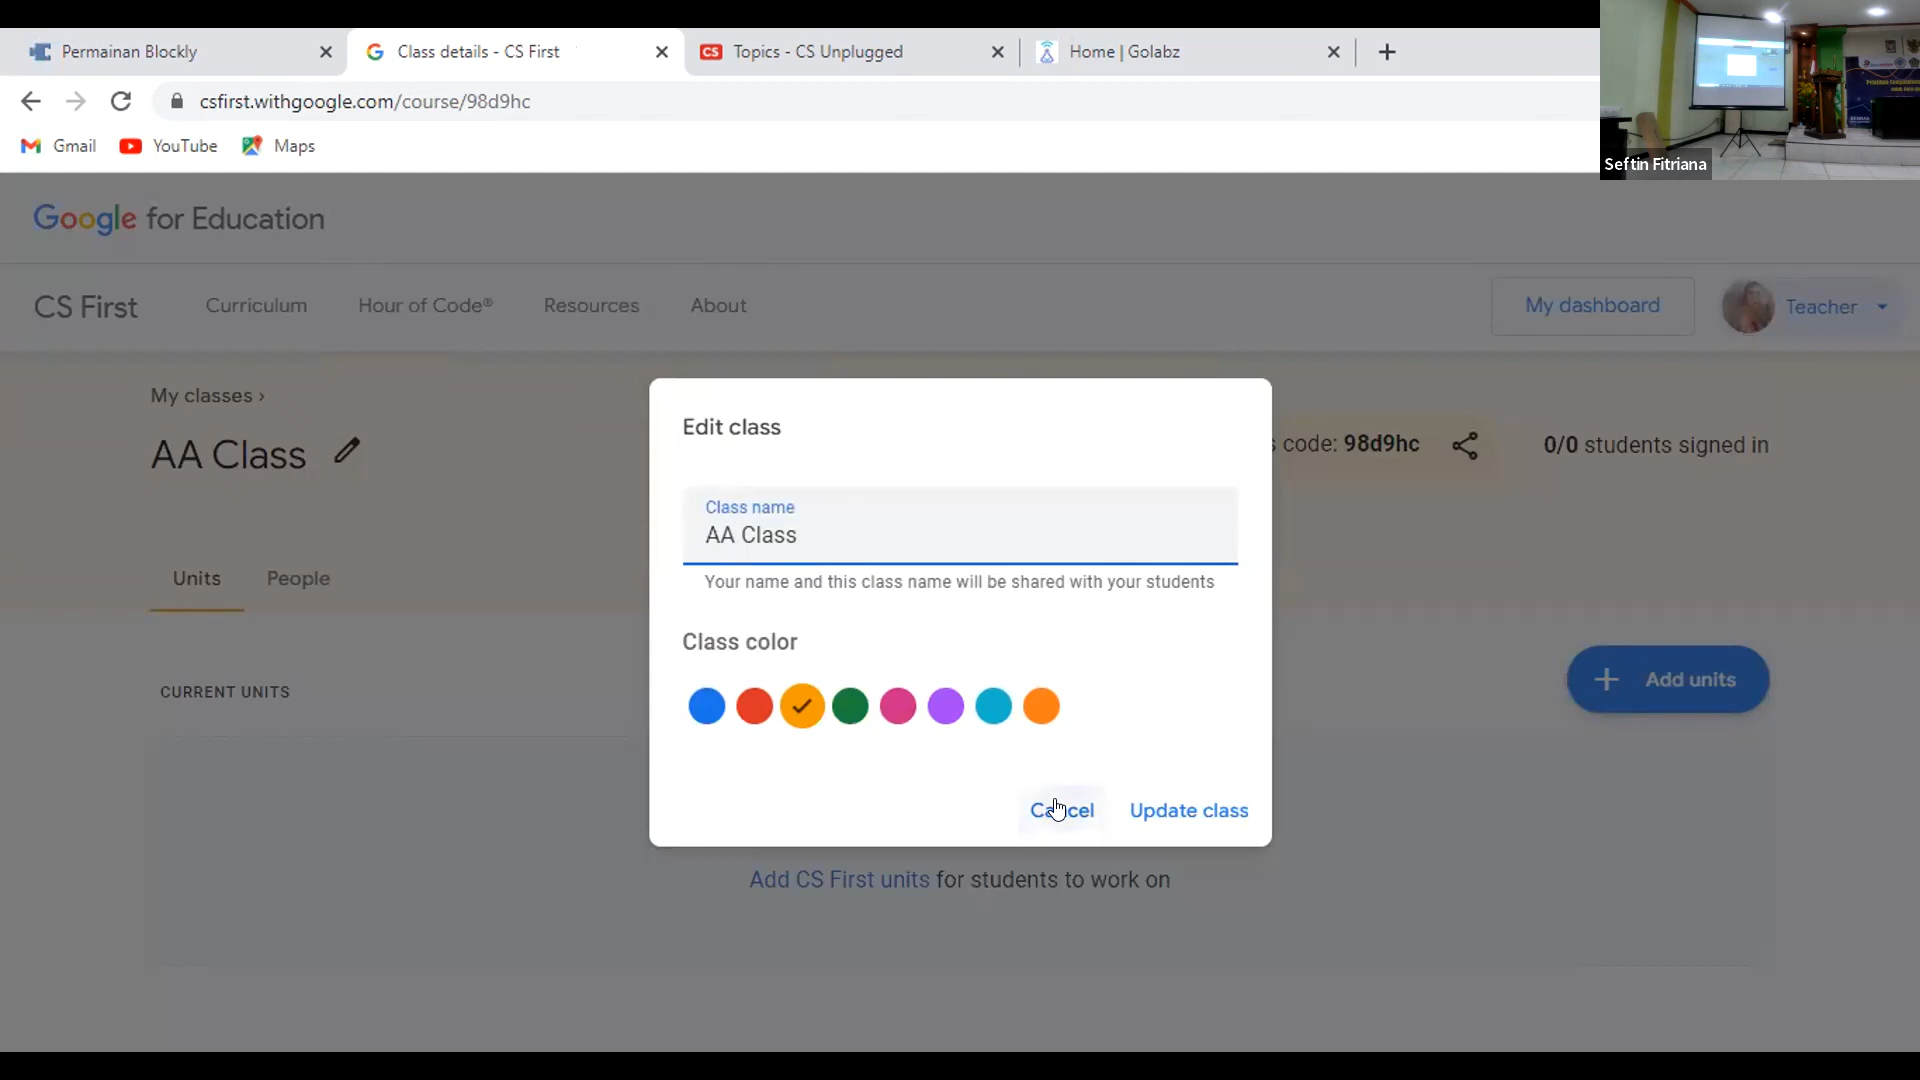 Permainan Blockly
Class details - CS First
Topics - CS Unplugged
Home | Golabz
csfirst.withgoogle.com/course/98d9hc
Gmail
YouTube
Maps
Seftin Fitriana
Google for Education
CS First
Curriculum
Hour of Code®
Resources
About
My dashboard
Teacher
My classes ›
AA Class
code: 98d9hc
0/0 students signed in
Units
People
CURRENT UNITS
Add units
Edit class
Class name
AA Class
Your name and this class name will be shared with your students
Class color
Cancel
Update class
Add CS First units for students to work on